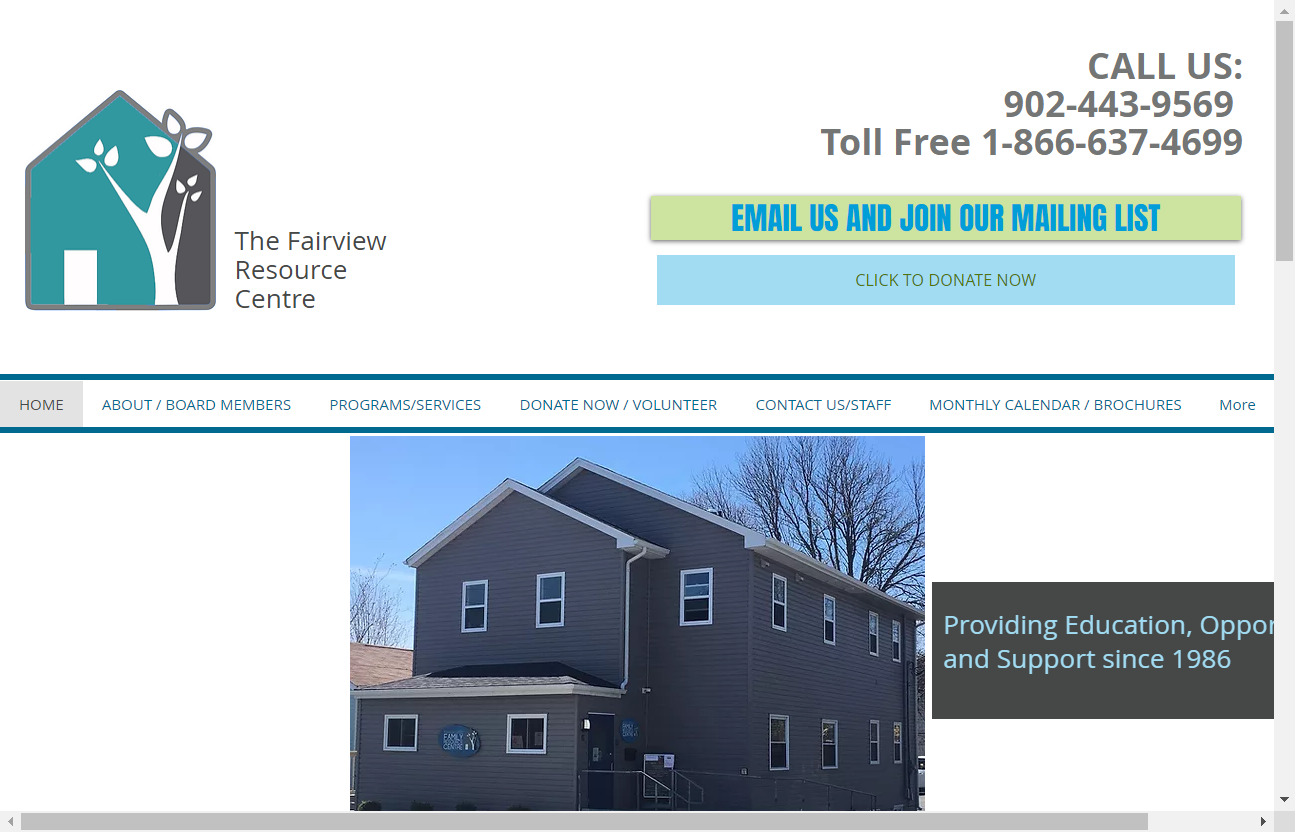 CALL US:
902-443-9569
Toll Free 1-866-637-4699
The Fairview
Resource
Centre
EMAIL US AND JOIN OUR MAILING LIST
CLICK TO DONATE NOW
HOME
ABOUT / BOARD MEMBERS
PROGRAMS/SERVICES
DONATE NOW / VOLUNTEER
CONTACT US/STAFF
MONTHLY CALENDAR / BROCHURES
More
Providing Education, Oppor
and Support since 1986
FAMILY
RESOURCE
CENTRE